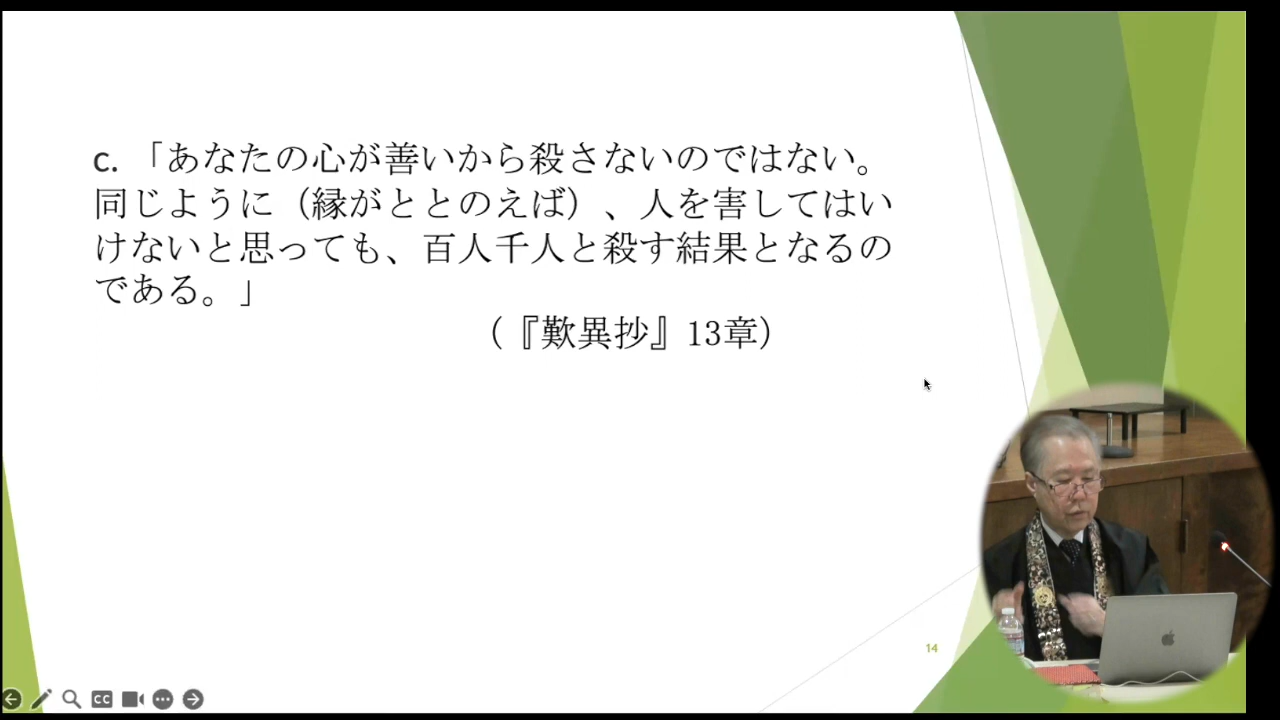 c. 「あなたの心が善いから殺さないのではない。
同じように（縁がととのえば）、人を害してはい
けないと思っても、百人千人と殺す結果となるの
である。」
（『歎異抄』13章）
14
CC